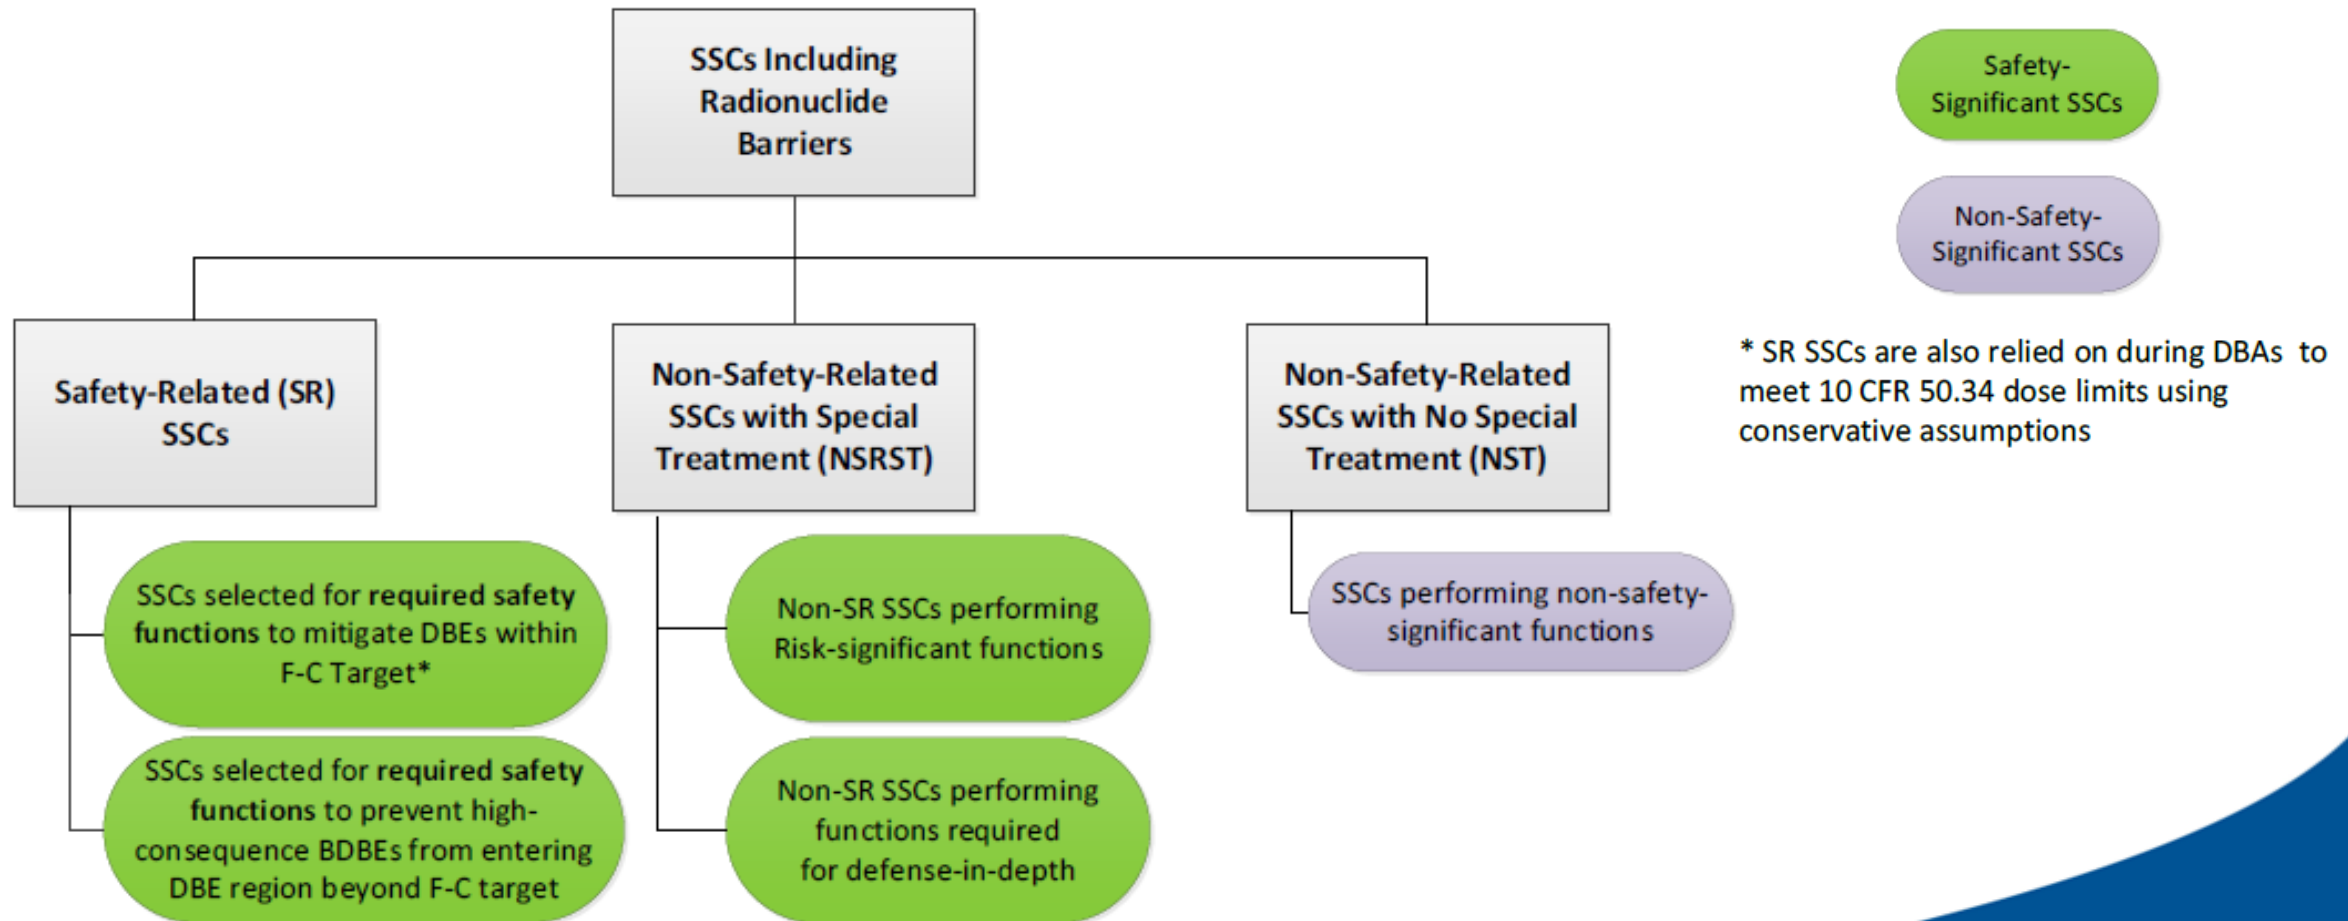 SSCs Including
Radionuclide
Barriers
Safety-
Significant SSCs
Non-Safety-
Significant SSCs
* SR SSCs are also relied on during DBAs to
meet 10 CFR 50.34 dose limits using
conservative assumptions
Safety-Related (SR)
SSCs
Non-Safety-Related
SSCs with Special
Treatment (NSRST)
Non-Safety-Related
SSCs with No Special
Treatment (NST)
SSCs selected for required safety
functions to mitigate DBEs within
F-C Target*
SSCs selected for required safety
functions to prevent high-
consequence BDBEs from entering
DBE region beyond F-C target
Non-SR SSCs performing
Risk-significant functions
Non-SR SSCs performing
functions required
for defense-in-depth
SSCs performing non-safety-
significant functions